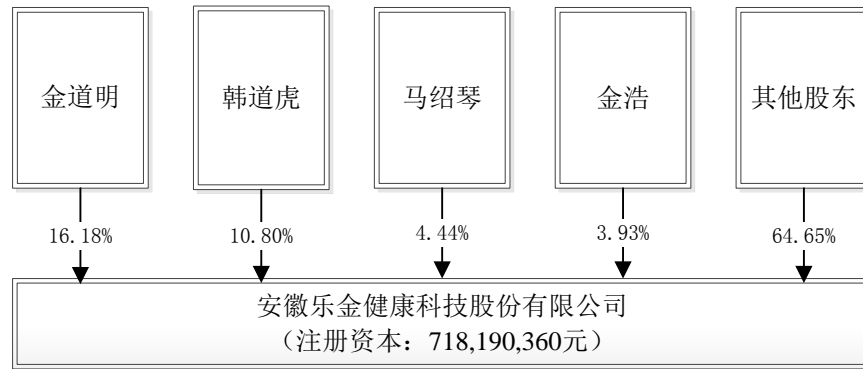 金道明
韩道虎
马绍琴
金浩
其他股东
16.18%
10.80%
4.44%
3.93%
64.65%
安徽乐金健康科技股份有限公司
（注册资本：718,190,360元）